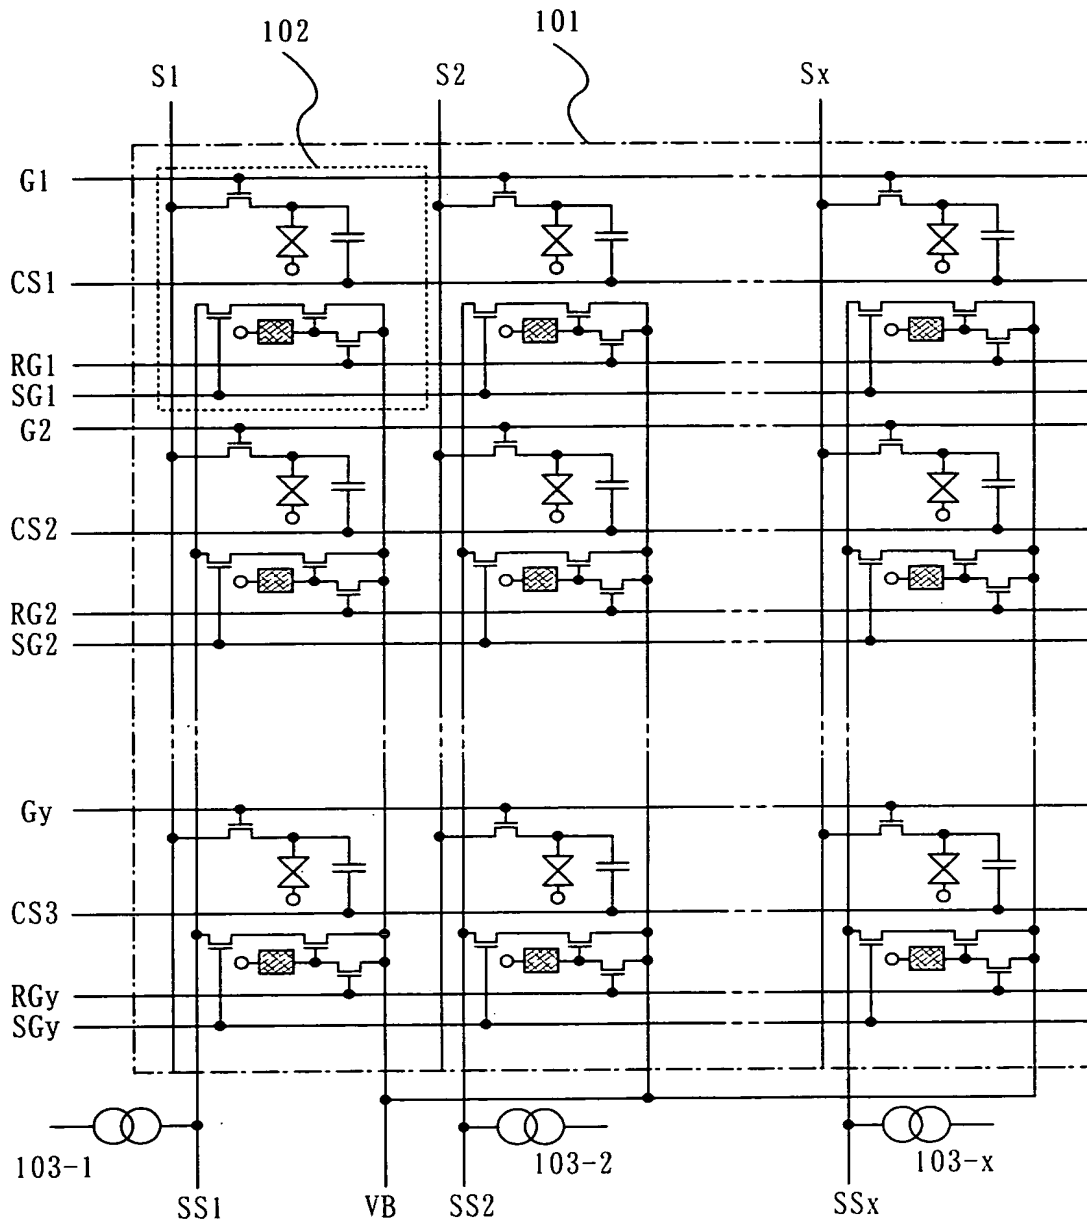 102
101
S1
S2
Sx
G1
CS1
RG1
SG1
G2
CS2
RG2
SG2
Gy
CS3
RGy
SGy
103-1
103-2
103-x
SS1
VB
SS2
SSx